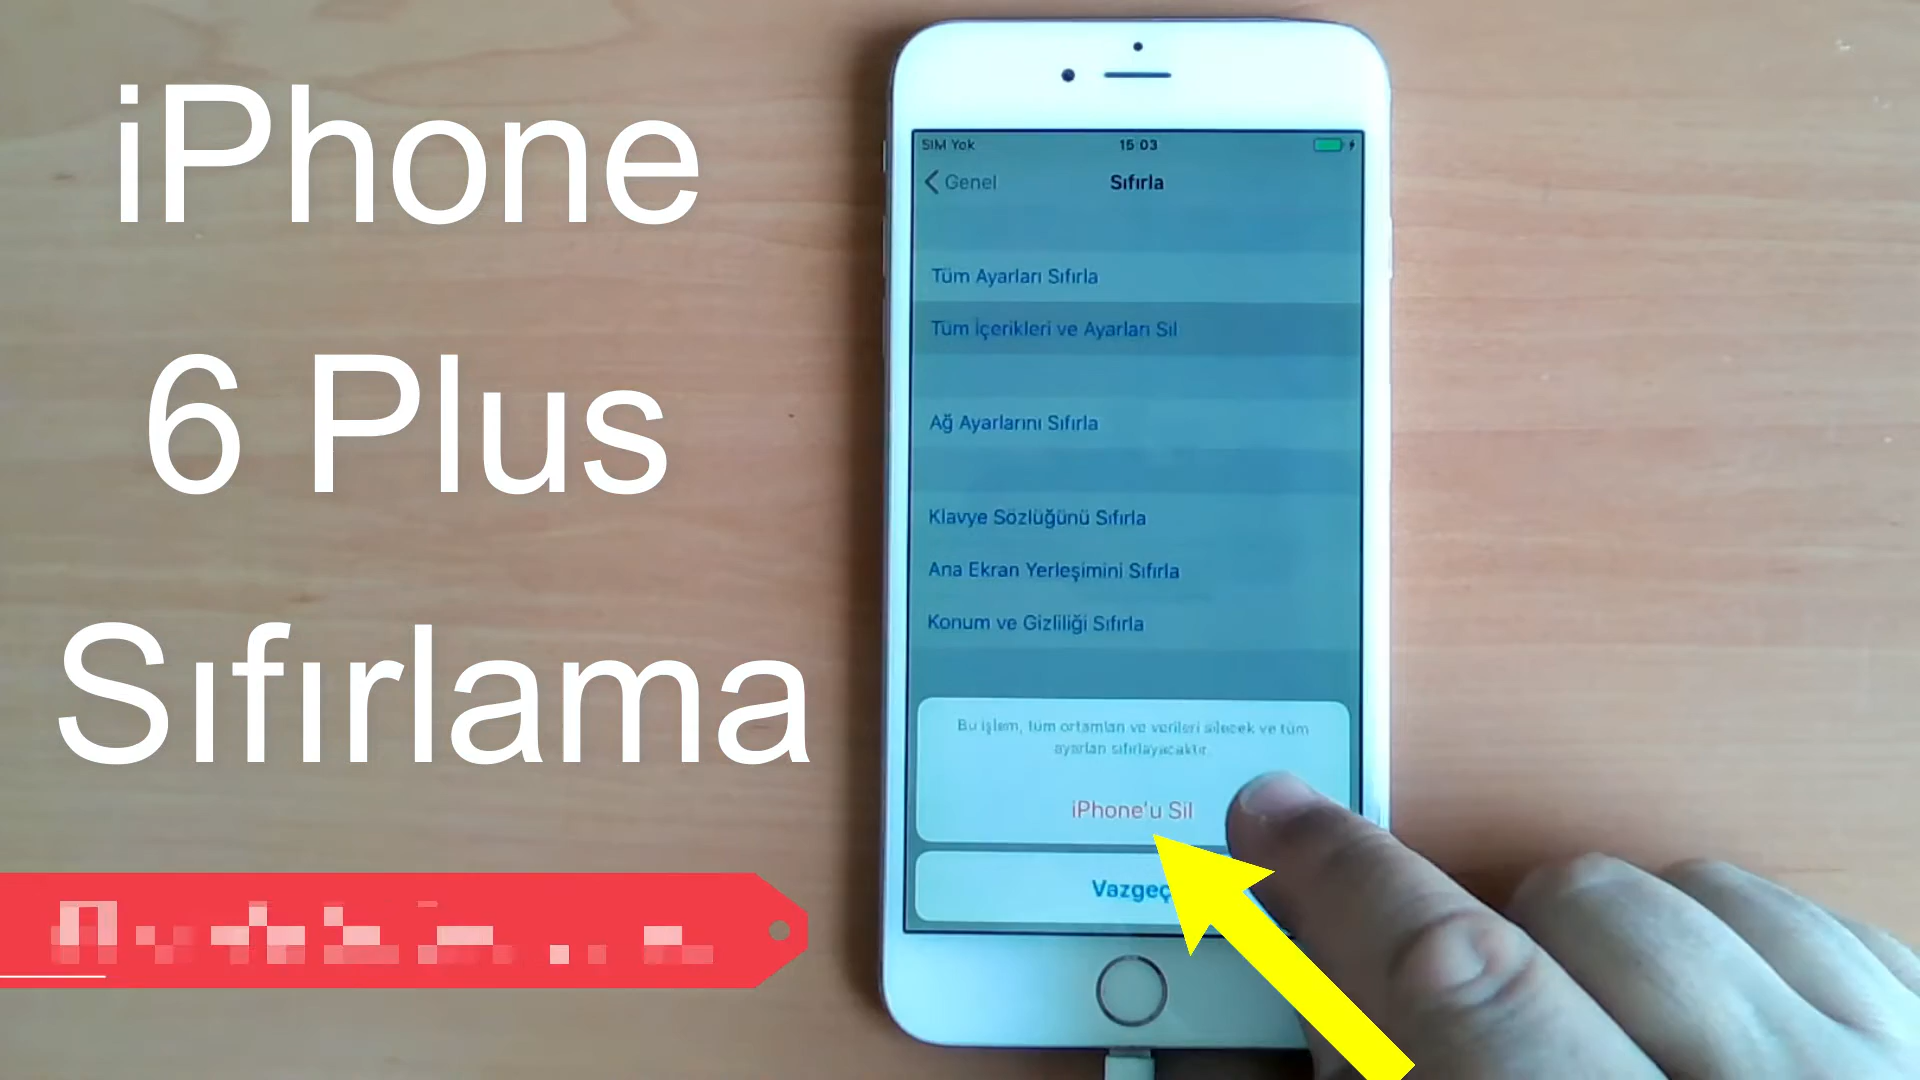 iPhone
6 Plus
Sıfırlama
SIM Yok
15 03
Genel
Sıfırla
Tüm Ayarları Sıfırla
Tüm İçerikleri ve Ayarları Sil
Ağ Ayarlarını Sıfırla
Klavye Sözlüğünü Sıfırla
Ana Ekran Yerleşimini Sıfırla
Konum ve Gizliliği Sıfırla
Bu işlem, tüm ortamları ve verileri silecek ve tüm
ayarları sıfırlayacaktır.
iPhone'u Sil
Vazgeç